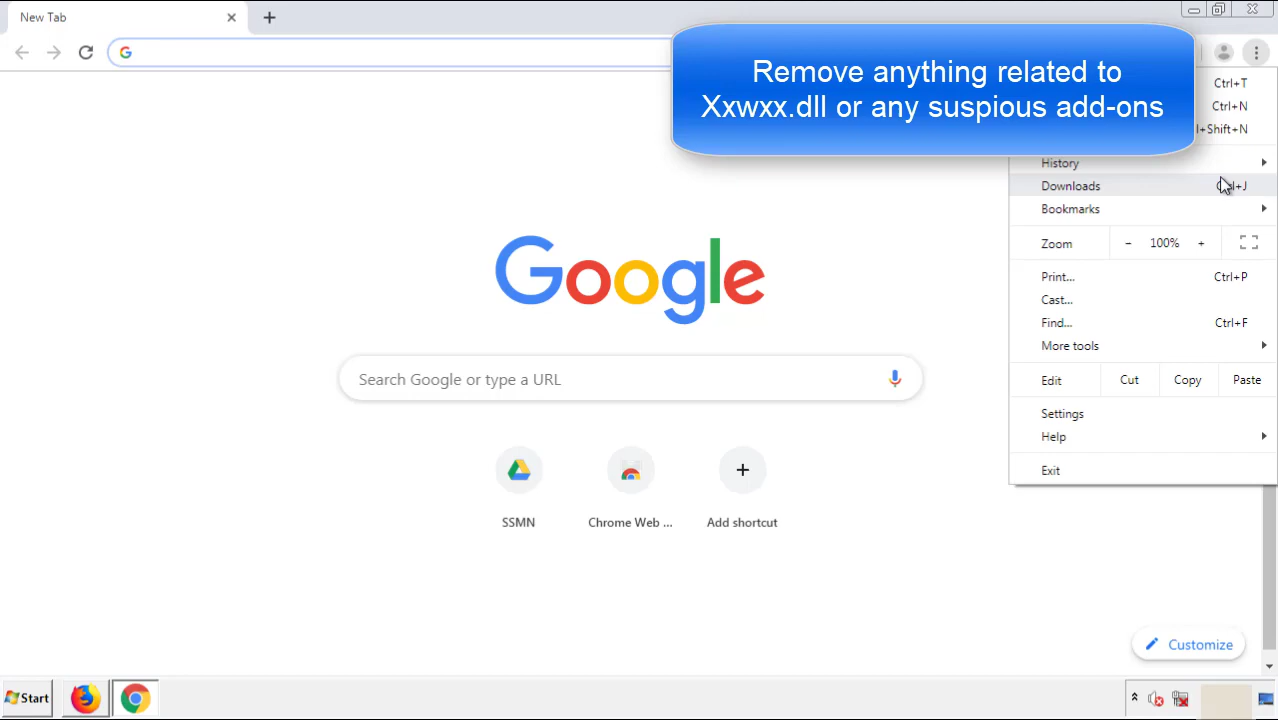 New Tab
Remove anything related to
Xxwxx.dll or any suspious add-ons
Ctrl+T
Ctrl+N
+Shift+N
History
Downloads
Bookmarks
Zoom - 100% +
Print... Ctrl+P
Cast...
Find... Ctrl+F
More tools
Edit Cut Copy Paste
Settings
Help
Exit
Google
Search Google or type a URL
SSMN Chrome Web ... Add shortcut
Customize
Start